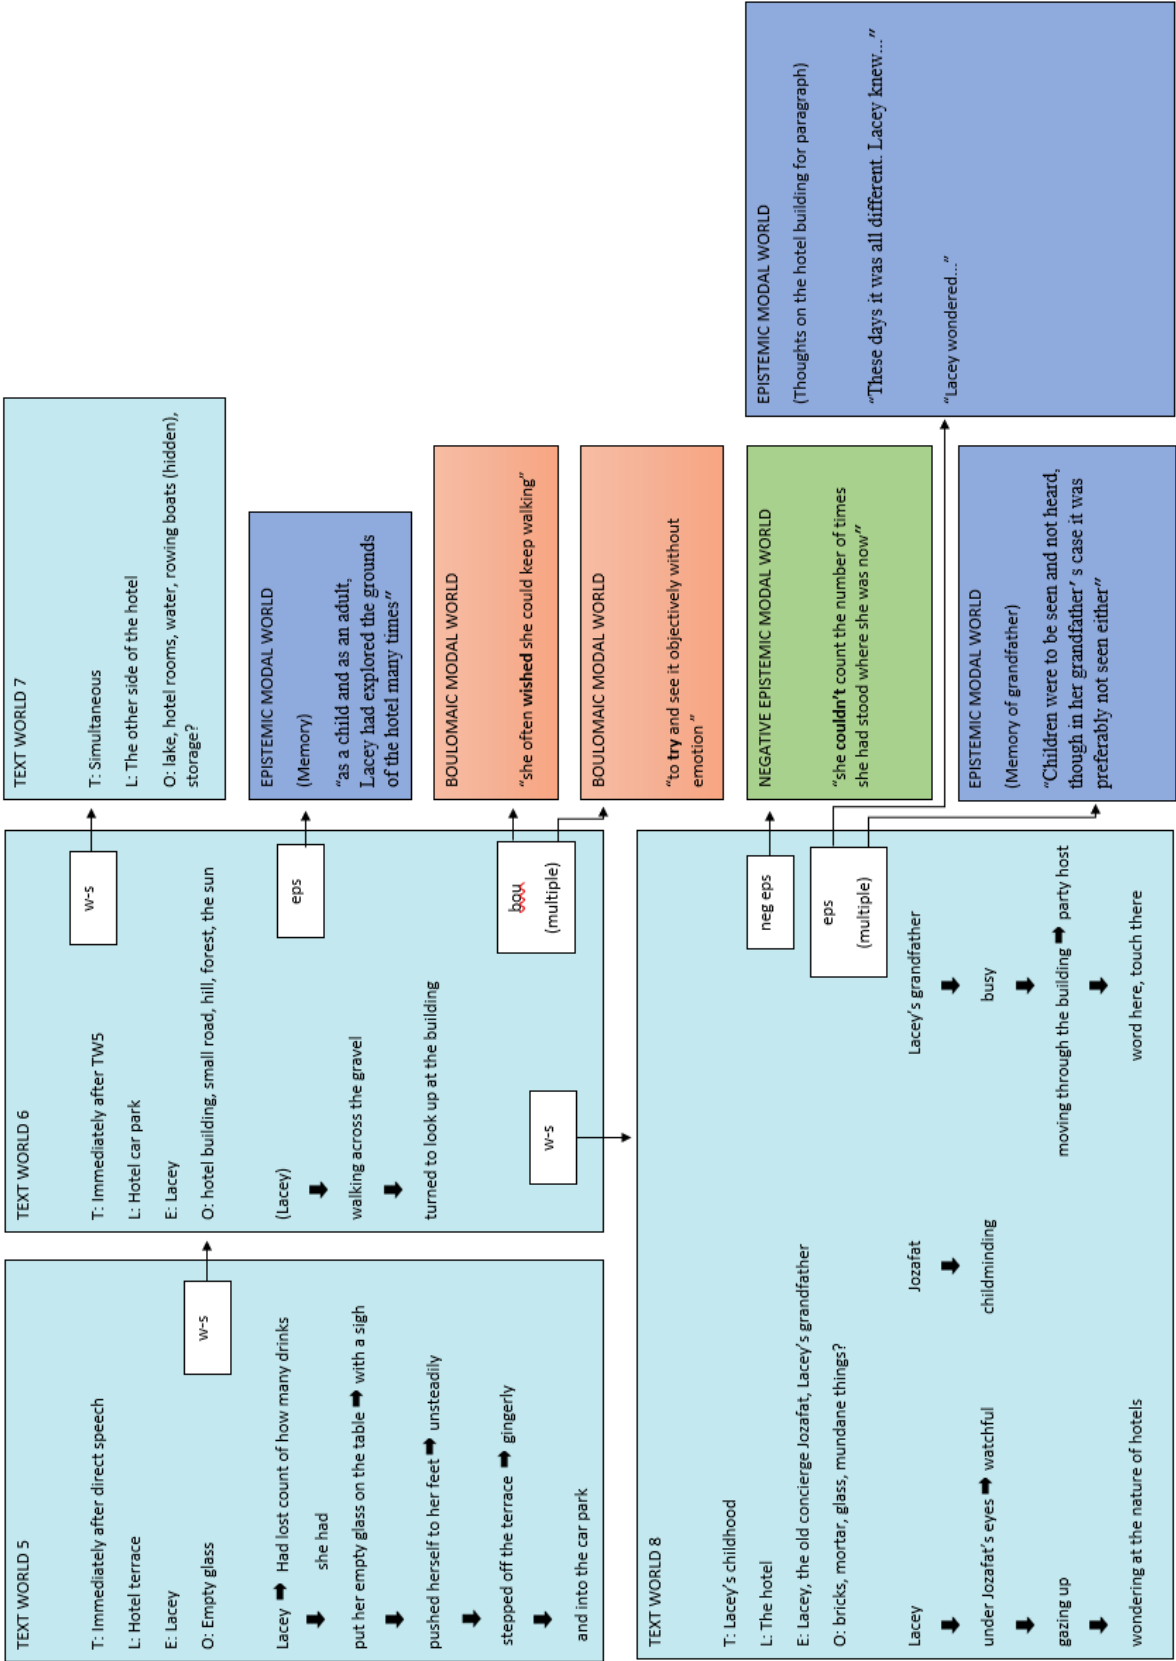 TEXT WORLD 5
T: Immediately after direct speech
L: Hotel terrace
E: Lacey
O: Empty glass
w-s
Lacey ➡ Had lost count of how many drinks
she had
put her empty glass on the table ➡ with a sigh
pushed herself to her feet ➡ unsteadily
stepped off the terrace ➡ gingerly
and into the car park
TEXT WORLD 6
T: Immediately after TW5
L: Hotel car park
E: Lacey
O: hotel building, small road, hill, forest, the sun
(Lacey)
walking across the gravel
turned to look up at the building
w-s
w-s
eps
bou
(multiple)
TEXT WORLD 7
T: Simultaneous
L: The other side of the hotel
O: lake, hotel rooms, water, rowing boats (hidden),
storage?
EPISTEMIC MODAL WORLD
(Memory)
“as a child and as an adult,
Lacey had explored the grounds
of the hotel many times”
BOULOMAIC MODAL WORLD
“she often wished she could keep walking”
BOULOMAIC MODAL WORLD
“to try and see it objectively without
emotion ”
TEXT WORLD 8
T: Lacey’s childhood
L: The hotel
E: Lacey, the old concierge Jozafat, Lacey’s grandfather
O: bricks, mortar, glass, mundane things?
Lacey
under Jozafat’s eyes ➡ watchful
gazing up
wondering at the nature of hotels
Jozafat
childminding
Lacey’s grandfather
busy
moving through the building ➡ party host
word here, touch there
neg eps
eps
(multiple)
NEGATIVE EPISTEMIC MODAL WORLD
“she couldn’t count the number of times
she had stood where she was now”
EPISTEMIC MODAL WORLD
(Memory of grandfather)
“Children were to be seen and not heard,
though in her grandfather’ s case it was
preferably not seen either”
EPISTEMIC MODAL WORLD
(Thoughts on the hotel building for paragraph)
“These days it was all different. Lacey knew...”
“Lacey wondered...”